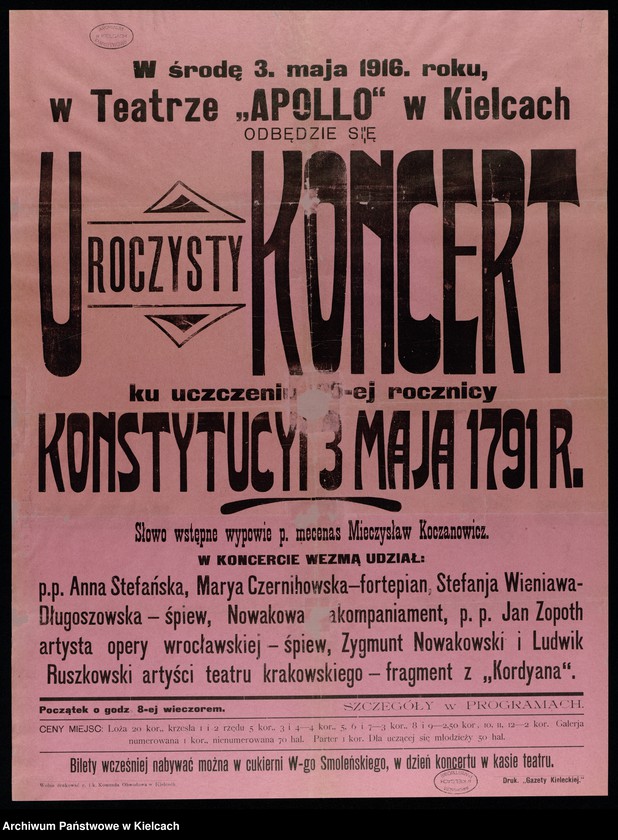 W środę 3. maja 1916. roku,
w Teatrze „APOLLO“ w Kielcach
ODBĘDZIE SIĘ
UROCZYSTY KONCERT
ku uczczeniu -ej rocznicy
KONSTYTUCYI 3 MAJA 1791 R.
Słowo wstępne wypowie p. mecenas Mieczysław Koczanowicz.
W KONCERCIE WEZMĄ UDZIAŁ:
p.p. Anna Stefańska, Marya Czernihowska–fortepian, Stefanja Wieniawa-
Długoszowska – śpiew, Nowakowa akompaniament, p. p. Jan Zopoth
artysta opery wrocławskiej – śpiew, Zygmunt Nowakowski i Ludwik
Ruszkowski artyści teatru krakowskiego – fragment z „Kordyana“.
Początek o godz. 8-ej wieczorem. SZCZEGÓŁY w PROGRAMACH.
CENY MIEJSC: Loża 20 kor., krzesła 1 i 2 rzędu 5 kor., 3 i 4—4 kor., 5, 6 i 7—3 kor., 8 i 9—2.50 kor., 10, 11, 12—2 kor. Galerja
numerowana 1 kor., nienumerowana 70 hal. Parter 1 kor. Dla uczącej się młodzieży 50 hal.
Bilety wcześniej nabywać można w cukierni W-go Smoleńskiego, w dzień koncertu w kasie teatru.
Wolno drukować c. i k. Komenda Obwodowa w Kielcach. Druk. „Gazety Kieleckiej.“
Archiwum Państwowe w Kielcach